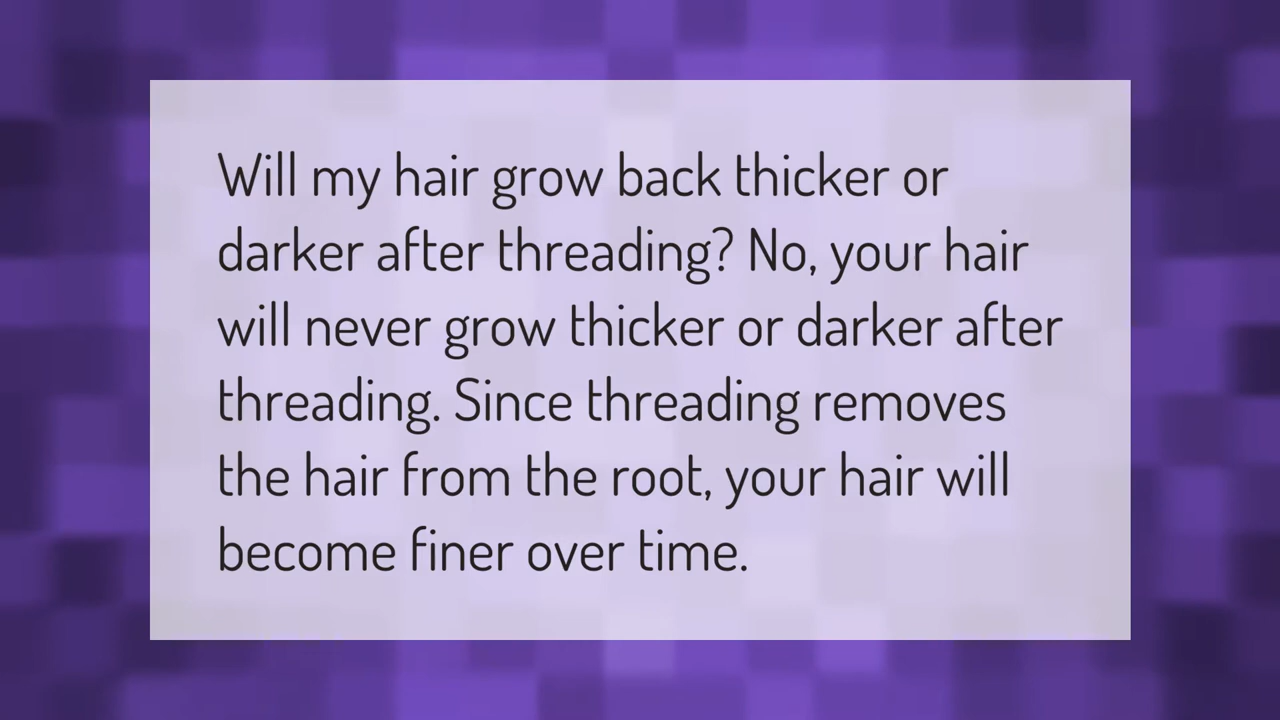 Will my hair grow back thicker or
darker after threading? No, your hair
will never grow thicker or darker after
threading. Since threading removes
the hair from the root, your hair will
become finer over time.